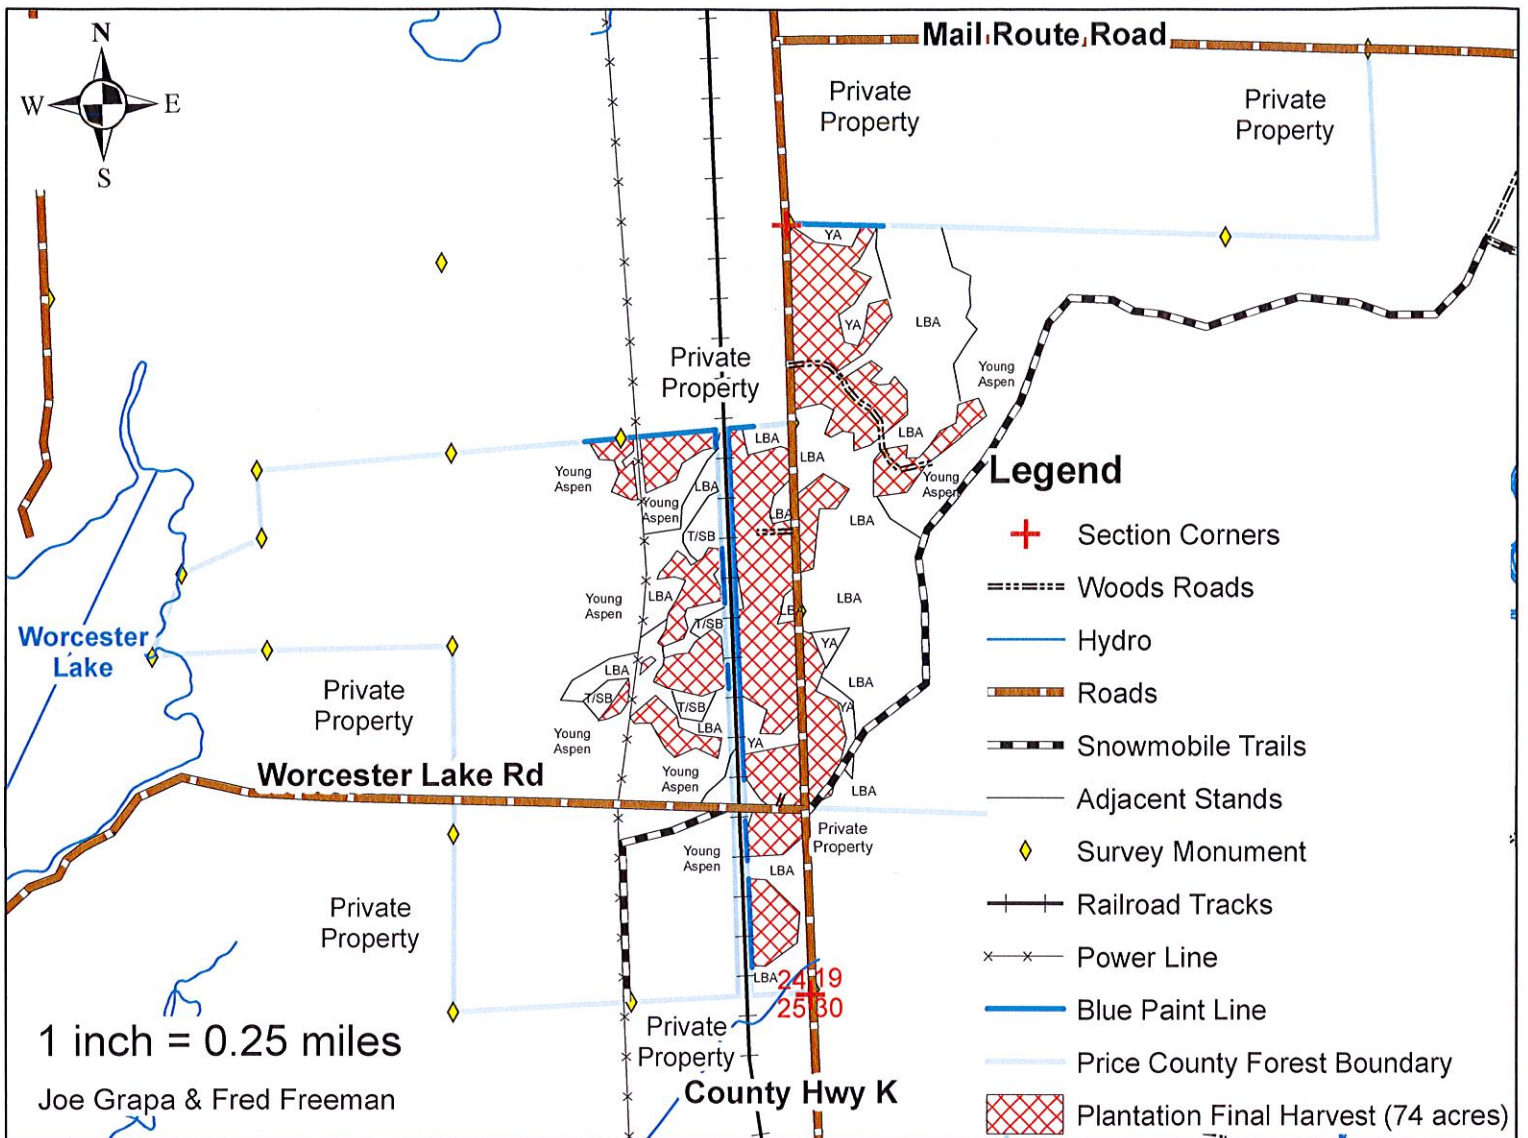 Mail Route Road
N
W E
S
Private
Property
Private
Property
YA
YA
LBA
Private
Property
Young
Aspen
LBA
LBA
LBA
Young
Aspen
LBA
Young
Aspen
Young
Aspen
LBA
LBA
T/SB
Young
Aspen
LBA
LBA
LBA
T/SB
YA
LBA
T/SB
LBA
T/SB
YA
LBA
Young
Aspen
YA
Young
Aspen
LBA
Worcester
Lake
Private
Property
Worcester Lake Rd
Private
Property
Young
Aspen
LBA
LBA
24 19
25 30
Private
Property
Private
Property
County Hwy K
1 inch = 0.25 miles
Joe Grapa & Fred Freeman
Legend
Section Corners
Woods Roads
Hydro
Roads
Snowmobile Trails
Adjacent Stands
Survey Monument
Railroad Tracks
Power Line
Blue Paint Line
Price County Forest Boundary
Plantation Final Harvest (74 acres)